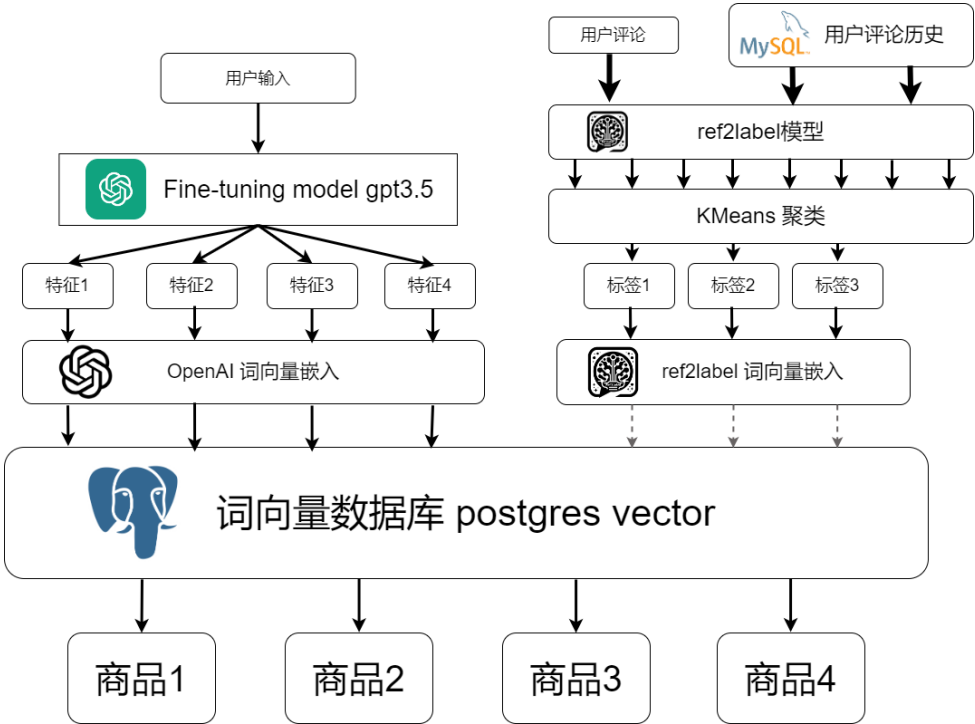 用户评论
MySQL 用户评论历史
用户输入
ref2label模型
Fine-tuning model gpt3.5
KMeans 聚类
特征1
特征2
特征3
特征4
标签1
标签2
标签3
OpenAI 词向量嵌入
ref2label 词向量嵌入
词向量数据库 postgres vector
商品1
商品2
商品3
商品4